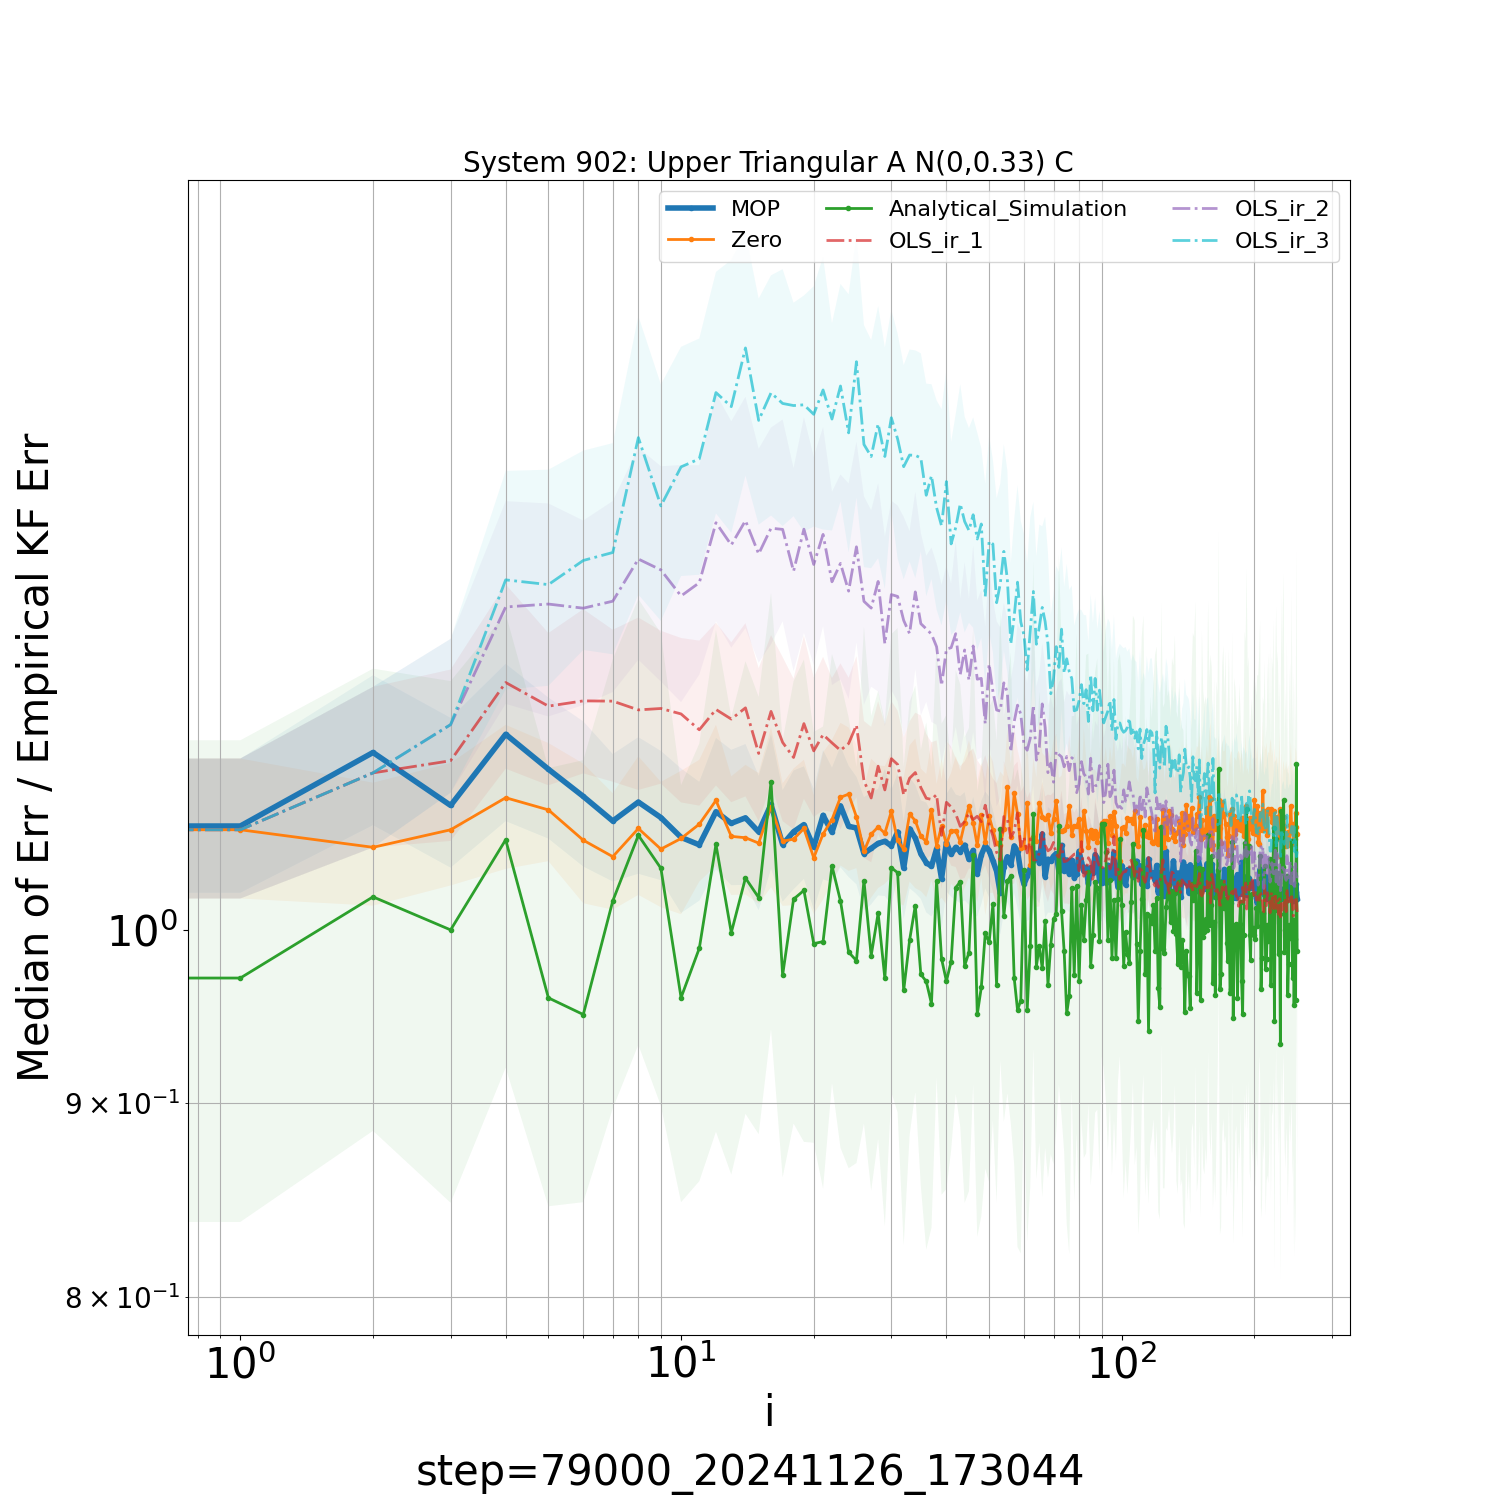 System 902: Upper Triangular A N(0,0.33) C
MOP
Zero
Analytical_Simulation
OLS_ir_1
OLS_ir_2
OLS_ir_3
Median of Err / Empirical KF Err
10⁰
9 × 10⁻¹
8 × 10⁻¹
10⁰ 10¹ 10²
i
step=79000_20241126_173044